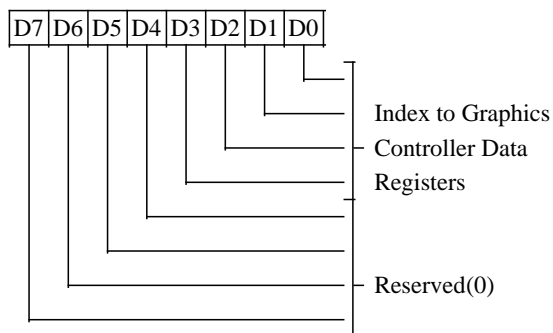 D7 D6 D5 D4 D3 D2 D1 D0
Index to Graphics
Controller Data
Registers
Reserved(0)